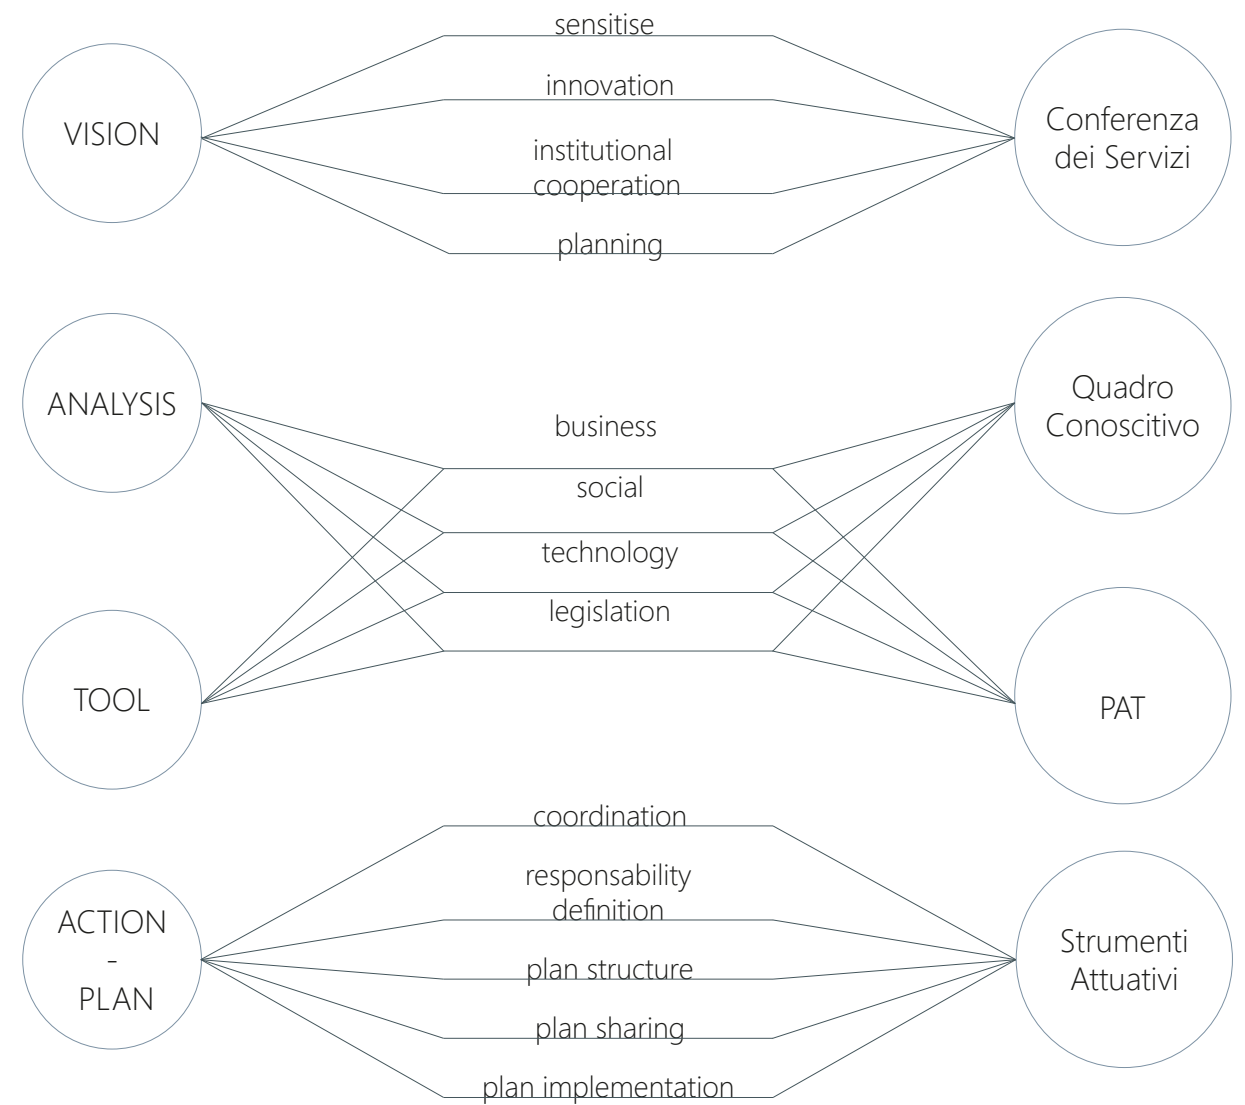 VISION
sensitise
innovation
institutional
cooperation
planning
Conferenza
dei Servizi
ANALYSIS
TOOL
business
social
technology
legislation
Quadro
Conoscitivo
PAT
ACTION
-
PLAN
coordination
responsability
definition
plan structure
plan sharing
plan implementation
Strumenti
Attuativi